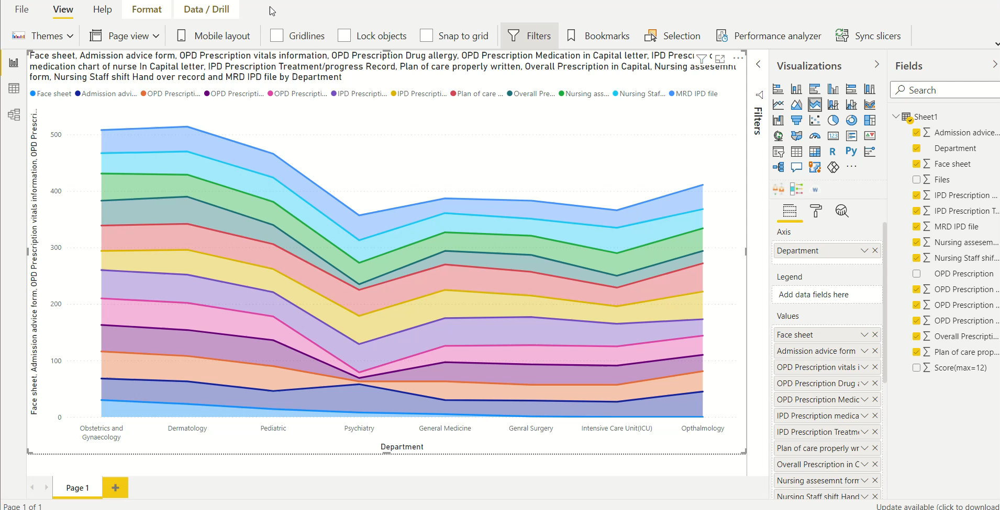 File View Help Format Data / Drill
Themes Page view Mobile layout Gridlines Lock objects Snap to grid Filters Bookmarks Selection Performance analyzer Sync slicers
Face sheet, Admission advice form, OPD Prescription vitals information, OPD Prescription Drug allergy, OPD Prescription Medication in Capital letter, IPD Prescr
medication chart of nurse In Capital letter, IPD Prescription Treatment/progress Record, Plan of care properly written, Overall Prescription in Capital, Nursing assesemnt
form, Nursing Staff shift Hand over record and MRD IPD file by Department
Face sheet Admission advi... OPD Prescripti... OPD Prescripti... OPD Prescripti... IPD Prescripti... IPD Prescripti... Plan of care ... Overall Pre... Nursing ass... Nursing Staf... MRD IPD file
Face sheet, Admission advice form, OPD Prescription vitals information, OPD Prescri...
500
400
300
200
100
0
Obstetrics and Gynaecology Dermatology Pediatric Psychiatry General Medicine Genral Surgery Intensive Care Unit(ICU) Opthalmology
Department
Filters
Visualizations
123
R Py
W
Axis
Department
Legend
Add data fields here
Values
Face sheet
Admission advice form
OPD Prescription vitals i
OPD Prescription Drug a
OPD Prescription Medic
IPD Prescription medica
IPD Prescription Treatme
Plan of care properly wr
Overall Prescription in C
Nursing assesemnt form
Nursing Staff shift Hand
Fields
Search
Sheet1
Admission advice...
Department
Face sheet
Files
IPD Prescription ...
IPD Prescription T...
MRD IPD file
Nursing assesem...
Nursing Staff shif...
OPD Prescription
OPD Prescription ..
OPD Prescription ..
OPD Prescription ..
Overall Prescripti...
Plan of care prop...
Score(max=12)
Page 1
Page 1 of 1
Update available (click to download